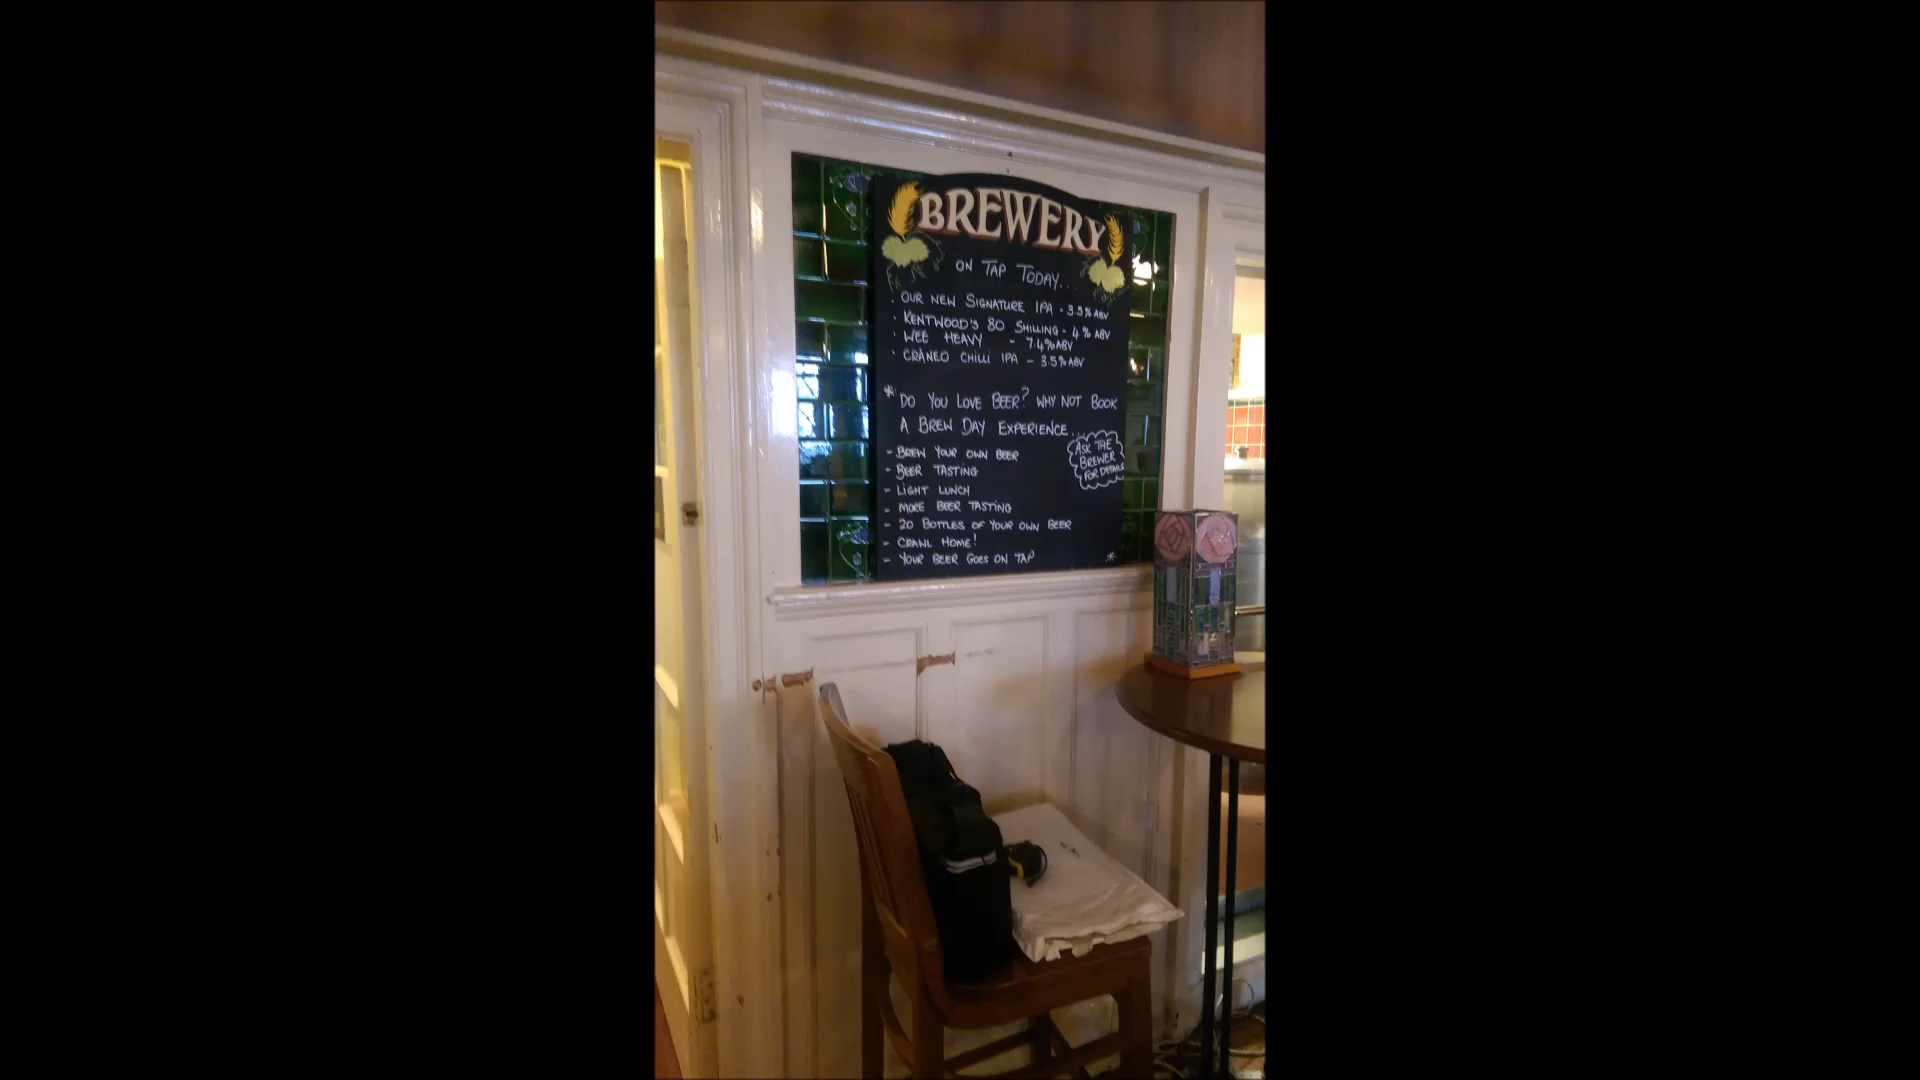 BREWERY
ON TAP TODAY...
· OUR NEW SIGNATURE IPA - 3.5% ABV
· KENTWOOD'S 80 SHILLING - 4% ABV
· WEE HEAVY - 7.4% ABV
· CRÁNEO CHILLI IPA - 3.5% ABV
* DO YOU LOVE BEER? WHY NOT BOOK
A BREW DAY EXPERIENCE...
ASK THE
BREWER
FOR DETAILS
- BREW YOUR OWN BEER
- BEER TASTING
- LIGHT LUNCH
- MORE BEER TASTING
- 20 BOTTLES OF YOUR OWN BEER
- CRAWL HOME!
- YOUR BEER GOES ON TAP *